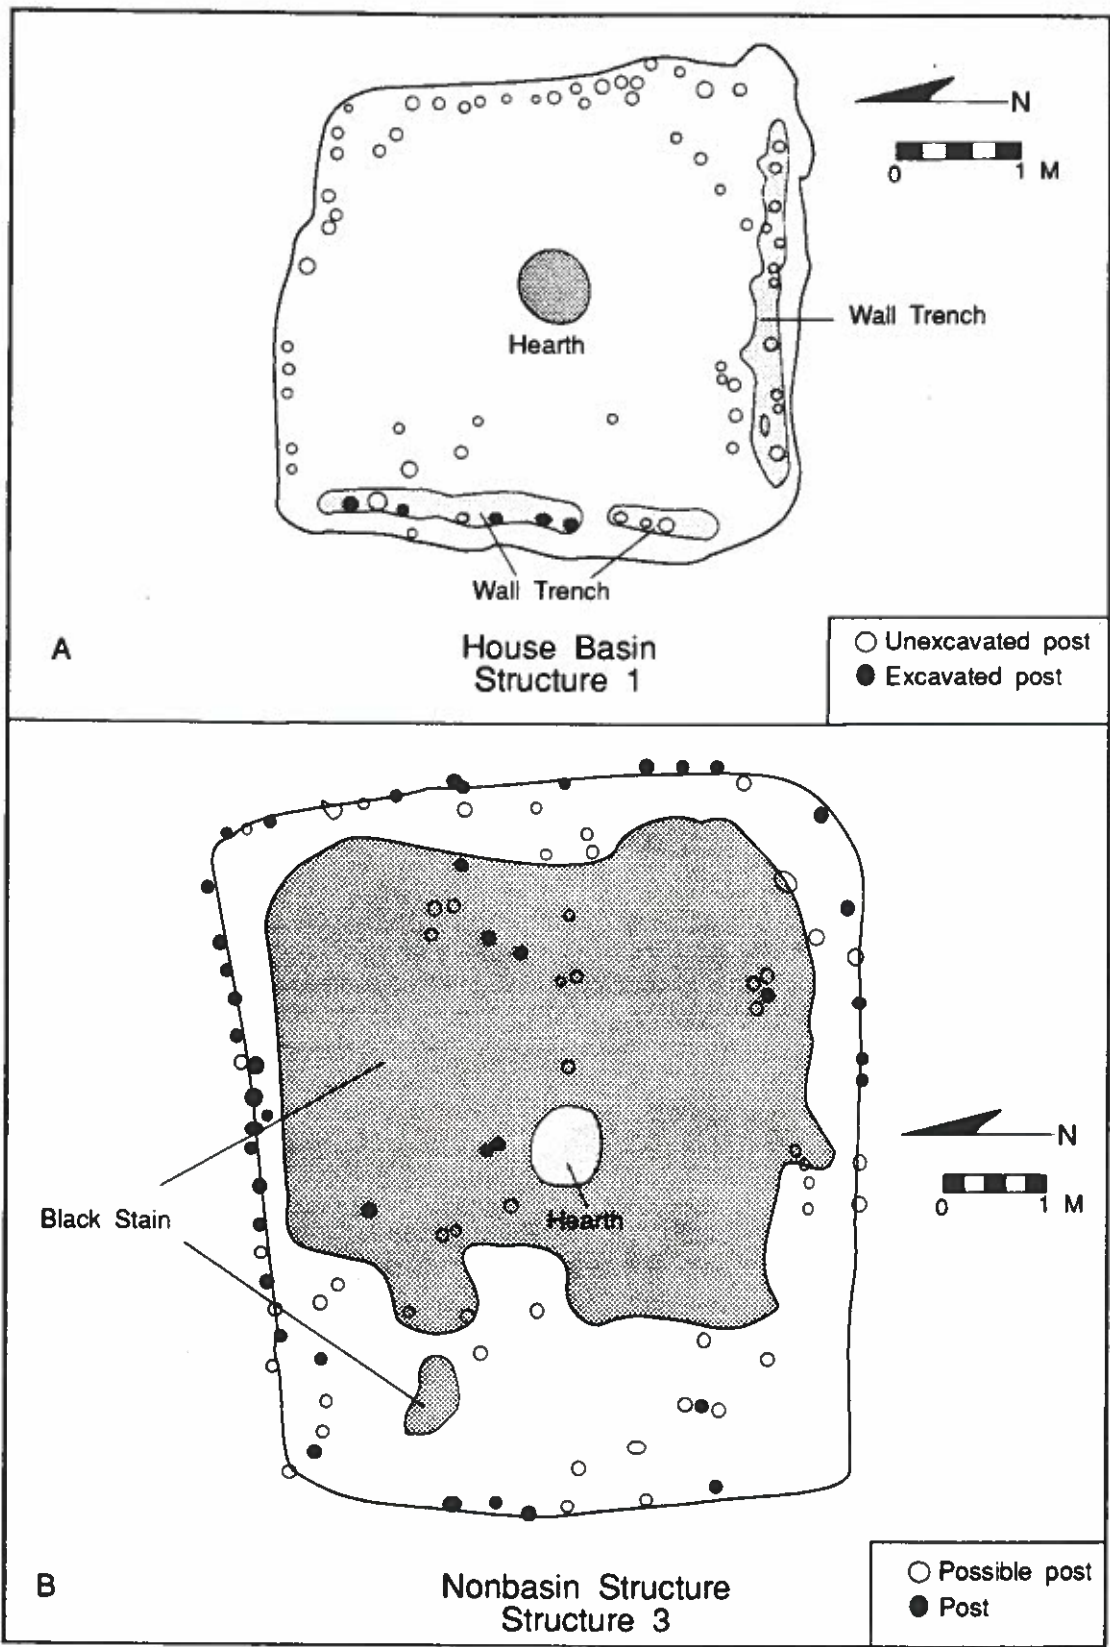 N
0 1 M
Wall Trench
Hearth
Wall Trench
A
House Basin
Structure 1
Unexcavated post
Excavated post
N
0 1 M
Black Stain
Hearth
B
Nonbasin Structure
Structure 3
Possible post
Post